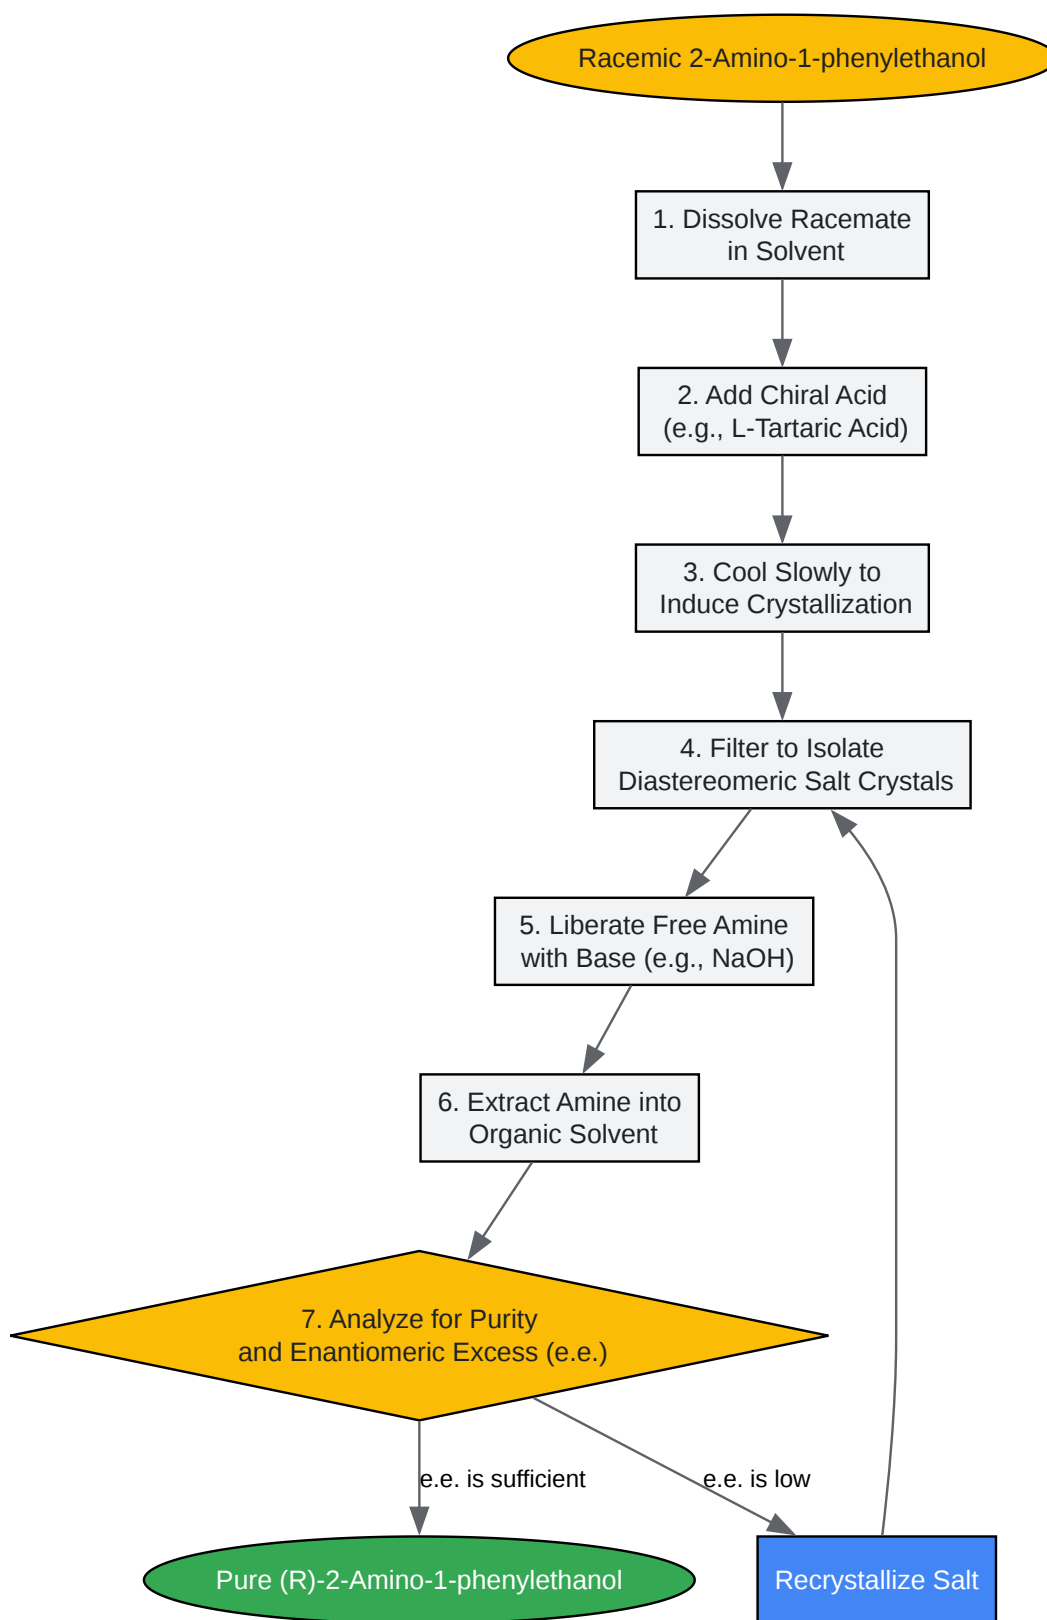 Racemic 2-Amino-1-phenylethanol
1. Dissolve Racemate
in Solvent
2. Add Chiral Acid
(e.g., L-Tartaric Acid)
3. Cool Slowly to
Induce Crystallization
4. Filter to Isolate
Diastereomeric Salt Crystals
5. Liberate Free Amine
with Base (e.g., NaOH)
6. Extract Amine into
Organic Solvent
7. Analyze for Purity
and Enantiomeric Excess (e.e.)
e.e. is sufficient
e.e. is low
Pure (R)-2-Amino-1-phenylethanol
Recrystallize Salt